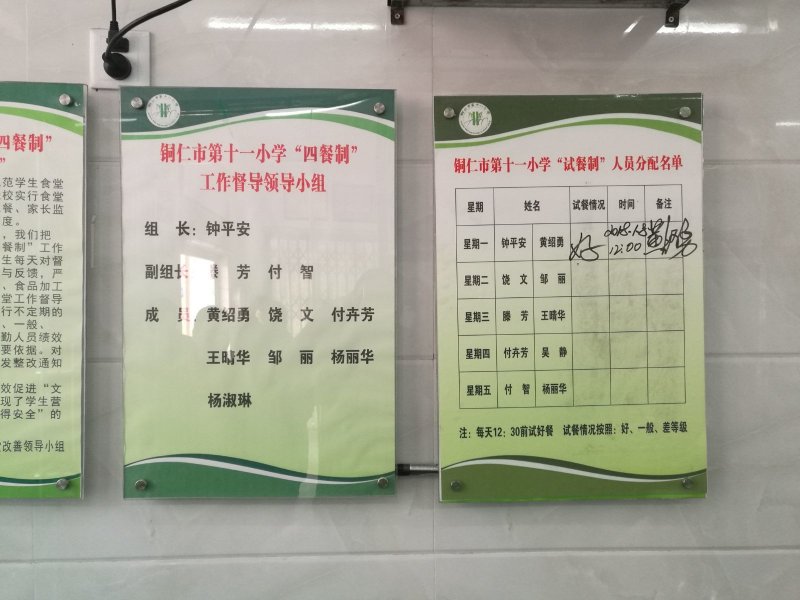 四餐制”
”
范学生食堂
校实行食堂
餐、家长监
度。
，我们把
餐制”工作
生每天对督
与反馈，严
、食品加工
堂工作督导
行不定期的
、一般、
勤人员绩效
要依据。对
发整改通知
效促进“文
现了学生营
得安全”的
改善领导小组
铜仁市第十一小学“四餐制”
工作督导领导小组
组 长：钟平安
副组长 滕 芳 付 智
成 员 黄绍勇 饶 文 付卉芳
王晴华 邹 丽 杨丽华
杨淑琳
铜仁市第十一小学“试餐制”人员分配名单
星期 姓名 试餐情况 时间 备注
星期一 钟平安 黄绍勇 好 12:00
星期二 饶 文 邹 丽
星期三 滕 芳 王晴华
星期四 付卉芳 吴 静
星期五 付 智 杨丽华
注：每天12：30前试好餐 试餐情况按照：好、一般、差等级